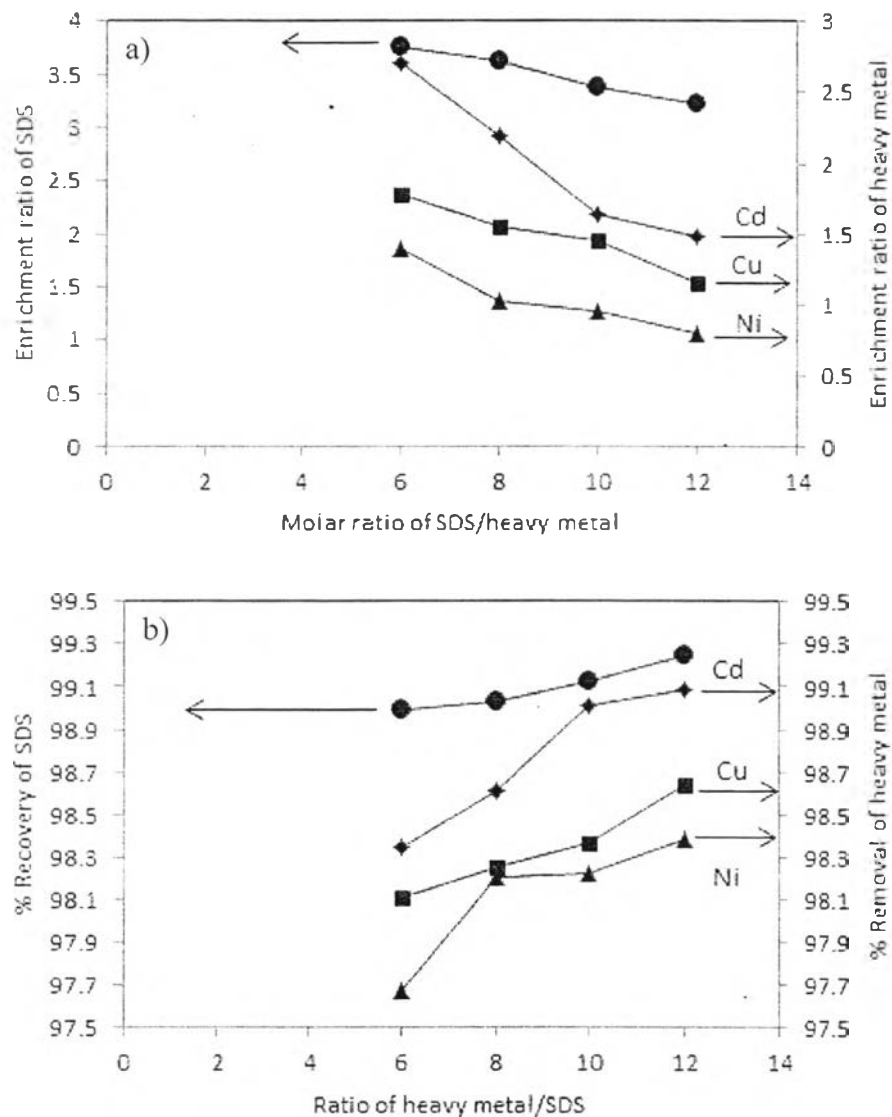 a)
4
3.5
3
2.5
2
1.5
1
0.5
0
Enrichment ratio of SDS
3
2.5
2
1.5
1
0.5
0
Enrichment ratio of heavy metal
Cd
Cu
Ni
0 2 4 6 8 10 12 14
Molar ratio of SDS/heavy metal
b)
99.5
99.3
99.1
98.9
98.7
98.5
98.3
98.1
97.9
97.7
97.5
% Recovery of SDS
99.5
99.3
99.1
98.9
98.7
98.5
98.3
98.1
97.9
97.7
97.5
% Removal of heavy metal
Cd
Cu
Ni
0 2 4 6 8 10 12 14
Ratio of heavy metal/SDS